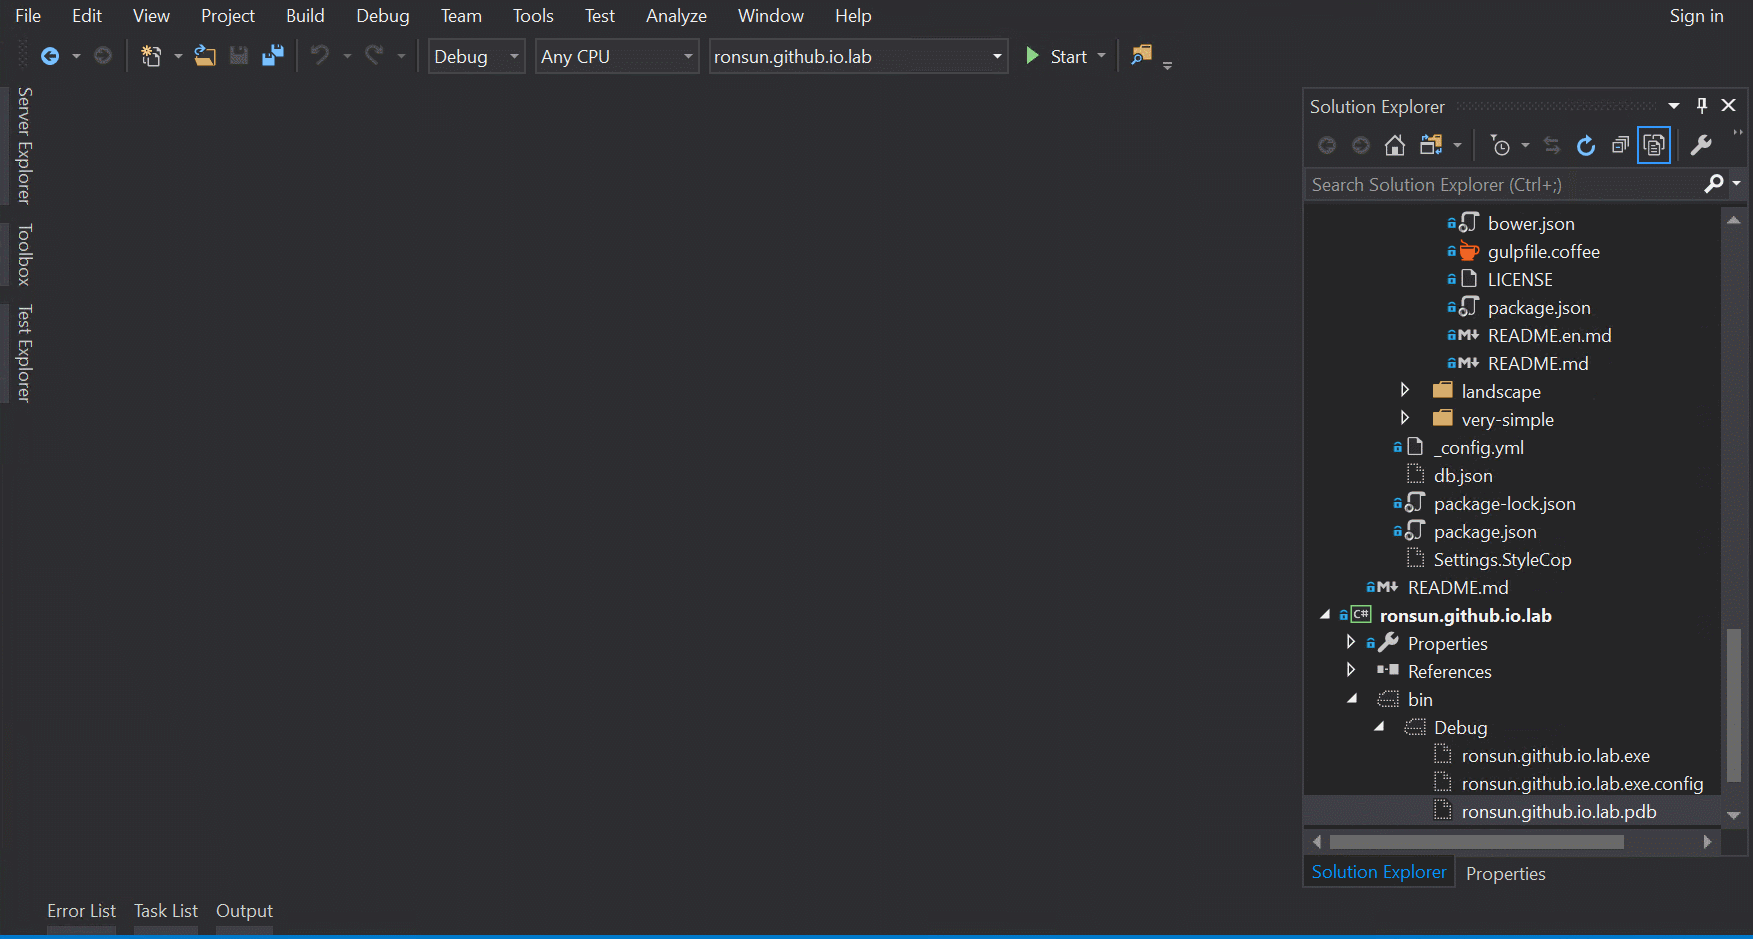 File Edit View Project Build Debug Team Tools Test Analyze Window Help Sign in
Debug Any CPU ronsun.github.io.lab Start
Server Explorer
Toolbox
Test Explorer
Solution Explorer
Search Solution Explorer (Ctrl+;)
bower.json
gulpfile.coffee
LICENSE
package.json
M README.en.md
M README.md
landscape
very-simple
_config.yml
db.json
package-lock.json
package.json
Settings.StyleCop
M README.md
C# ronsun.github.io.lab
Properties
References
bin
Debug
ronsun.github.io.lab.exe
ronsun.github.io.lab.exe.config
ronsun.github.io.lab.pdb
Solution Explorer Properties
Error List Task List Output